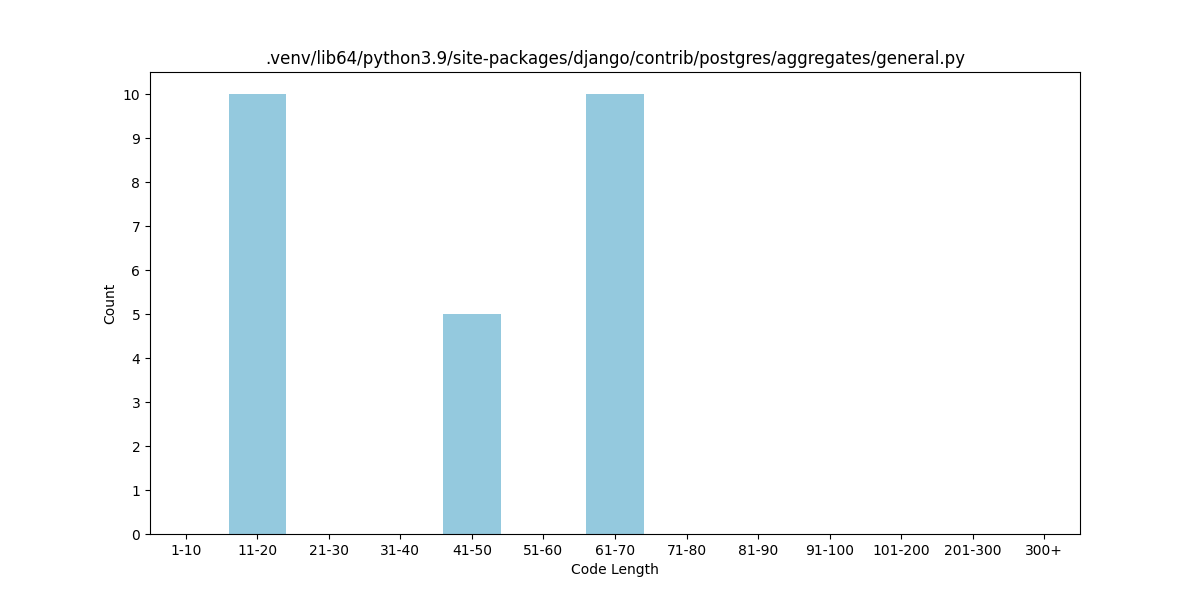 .venv/lib64/python3.9/site-packages/django/contrib/postgres/aggregates/general.py
10
9
8
7
6
5
4
3
2
1
0
Count
1-10 11-20 21-30 31-40 41-50 51-60 61-70 71-80 81-90 91-100 101-200 201-300 300+
Code Length